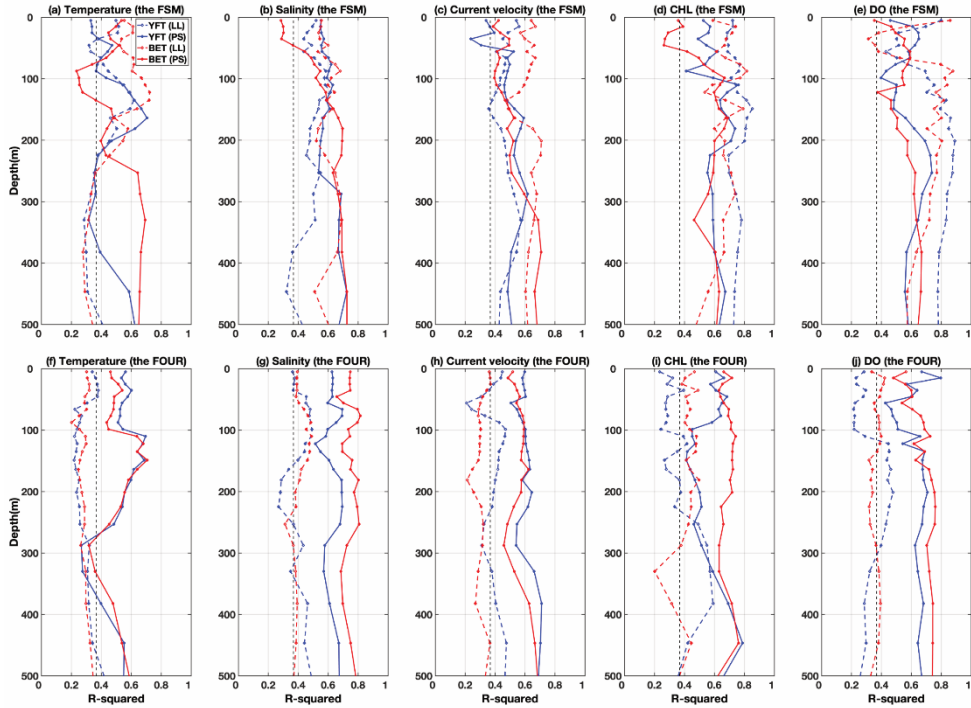 (a) Temperature (the FSM) (b) Salinity (the FSM) (c) Current velocity (the FSM) (d) CHL (the FSM) (e) DO (the FSM)
YFT (LL)
YFT (PS)
BET (LL)
BET (PS)
Depth(m)
0
100
200
300
400
500
0 0.2 0.4 0.6 0.8 0 0.2 0.4 0.6 0.8 0 0.2 0.4 0.6 0.8 0 0.2 0.4 0.6 0.8 0 0.2 0.4 0.6 0.8 1
(f) Temperature (the FOUR) (g) Salinity (the FOUR) (h) Current velocity (the FOUR) (i) CHL (the FOUR) (j) DO (the FOUR)
Depth(m)
0
100
200
300
400
500
0 0.2 0.4 0.6 0.8 0 0.2 0.4 0.6 0.8 0 0.2 0.4 0.6 0.8 1 0 0.2 0.4 0.6 0.8 1 0 0.2 0.4 0.6 0.8 1
R-squared R-squared R-squared R-squared R-squared